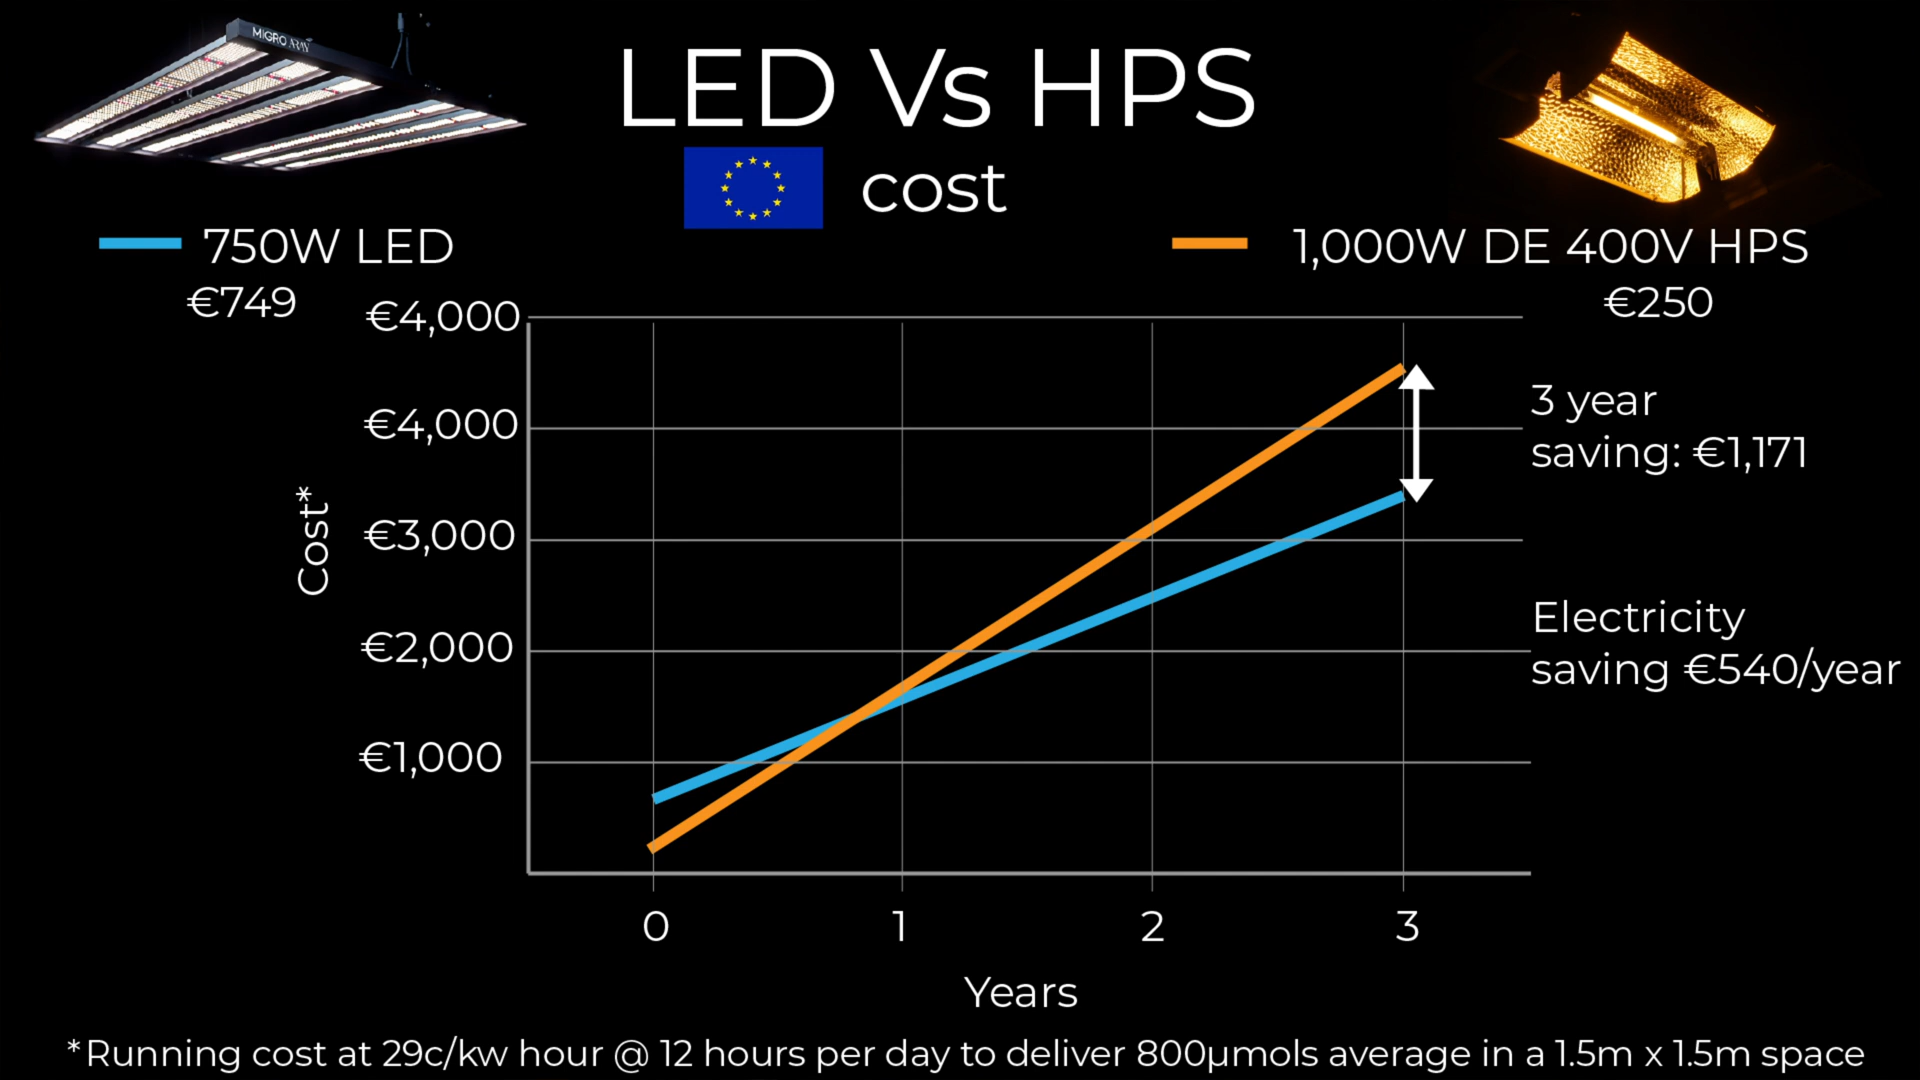 MIGRO ARRAY
LED Vs HPS
cost
750W LED
€749
1,000W DE 400V HPS
€250
€4,000
€4,000
€3,000
€2,000
€1,000
Cost*
3 year
saving: €1,171
Electricity
saving €540/year
0 1 2 3
Years
*Running cost at 29c/kw hour @ 12 hours per day to deliver 800µmols average in a 1.5m x 1.5m space